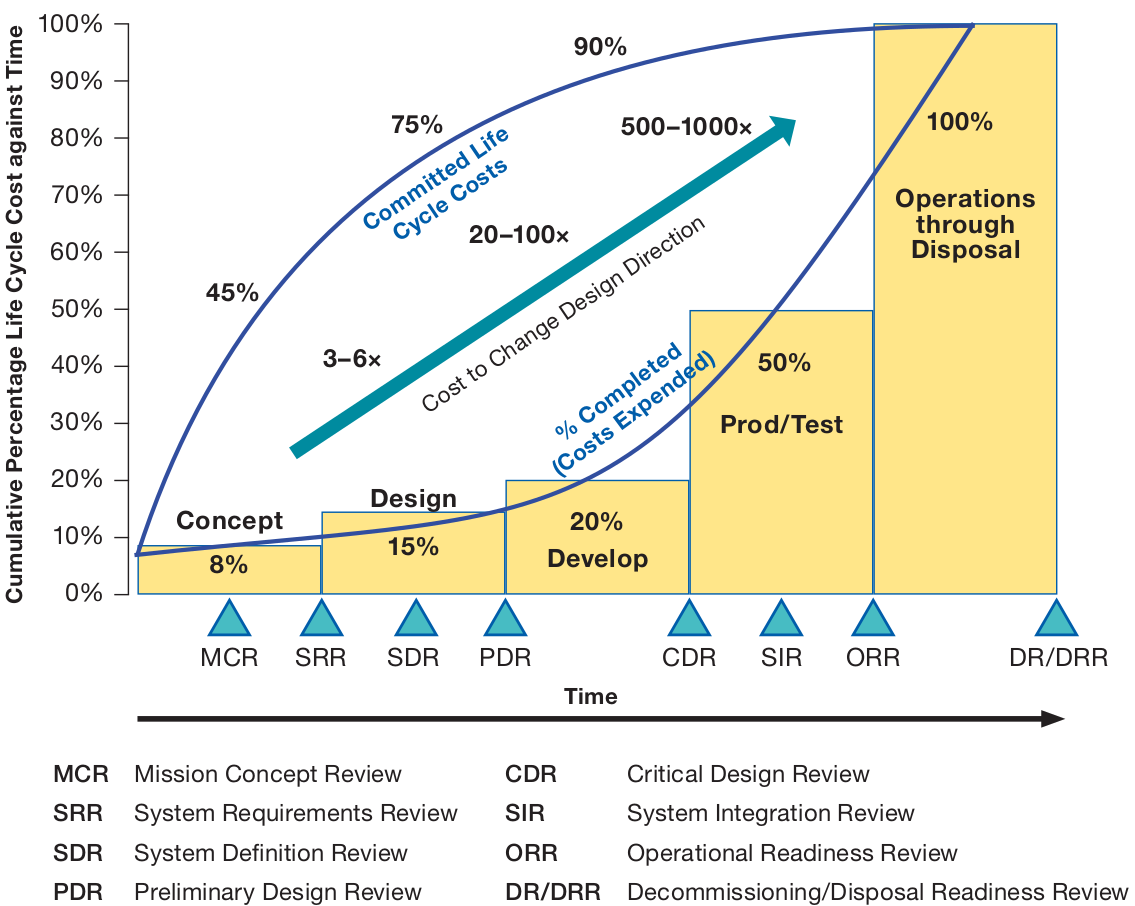 Cumulative Percentage Life Cycle Cost against Time
100%
90%
80%
70%
60%
50%
40%
30%
20%
10%
0%
90%
75%
Committed Life
Cycle Costs
45%
500–1000×
20–100×
3–6×
Cost to Change Design Direction
% Completed
(Costs Expended)
Concept
8%
Design
15%
20%
Develop
50%
Prod/Test
100%
Operations
through
Disposal
MCR SRR SDR PDR CDR SIR ORR DR/DRR
Time
MCR Mission Concept Review
SRR System Requirements Review
SDR System Definition Review
PDR Preliminary Design Review
CDR Critical Design Review
SIR System Integration Review
ORR Operational Readiness Review
DR/DRR Decommissioning/Disposal Readiness Review